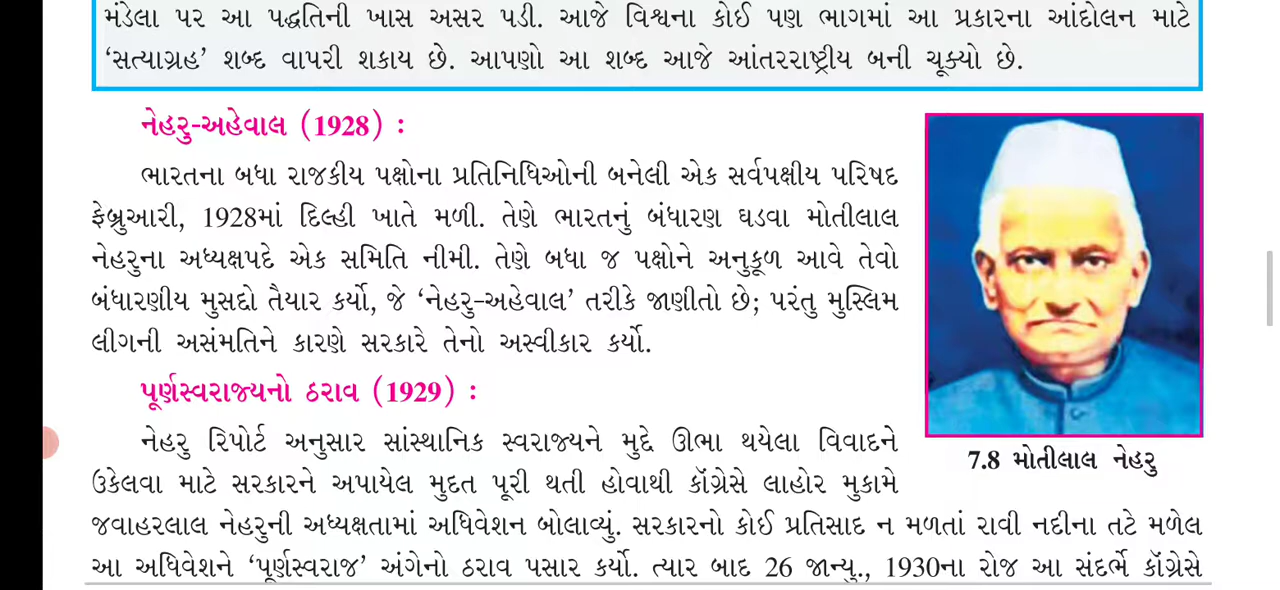 મંડેલા પર આ પદ્ધતિની ખાસ અસર પડી. આજે વિશ્વના કોઈ પણ ભાગમાં આ પ્રકારના આંદોલન માટે
‘સત્યાગ્રહ’ શબ્દ વાપરી શકાય છે. આપણો આ શબ્દ આજે આંતરરાષ્ટ્રીય બની ચૂક્યો છે.
નેહરુ-અહેવાલ (1928) :
ભારતના બધા રાજકીય પક્ષોના પ્રતિનિધિઓની બનેલી એક સર્વપક્ષીય પરિષદ
ફેબ્રુઆરી, 1928માં દિલ્હી ખાતે મળી. તેણે ભારતનું બંધારણ ઘડવા મોતીલાલ
નેહરુના અધ્યક્ષપદે એક સમિતિ નીમી. તેણે બધા જ પક્ષોને અનુકૂળ આવે તેવો
બંધારણીય મુસદ્દો તૈયાર કર્યો, જે ‘નેહરુ-અહેવાલ’ તરીકે જાણીતો છે; પરંતુ મુસ્લિમ
લીગની અસંમતિને કારણે સરકારે તેનો અસ્વીકાર કર્યો.
પૂર્ણસ્વરાજ્યનો ઠરાવ (1929) :
નેહરુ રિપોર્ટ અનુસાર સાંસ્થાનિક સ્વરાજ્યને મુદ્દે ઊભા થયેલા વિવાદને
ઉકેલવા માટે સરકારને અપાયેલ મુદત પૂરી થતી હોવાથી કૉંગ્રેસે લાહોર મુકામે
7.8 મોતીલાલ નેહરુ
જવાહરલાલ નેહરુની અધ્યક્ષતામાં અધિવેશન બોલાવ્યું. સરકારનો કોઈ પ્રતિસાદ ન મળતાં રાવી નદીના તટે મળેલ
આ અધિવેશને ‘પૂર્ણસ્વરાજ’ અંગેનો ઠરાવ પસાર કર્યો. ત્યાર બાદ 26 જાન્યુ., 1930ના રોજ આ સંદર્ભે કૉંગ્રેસે